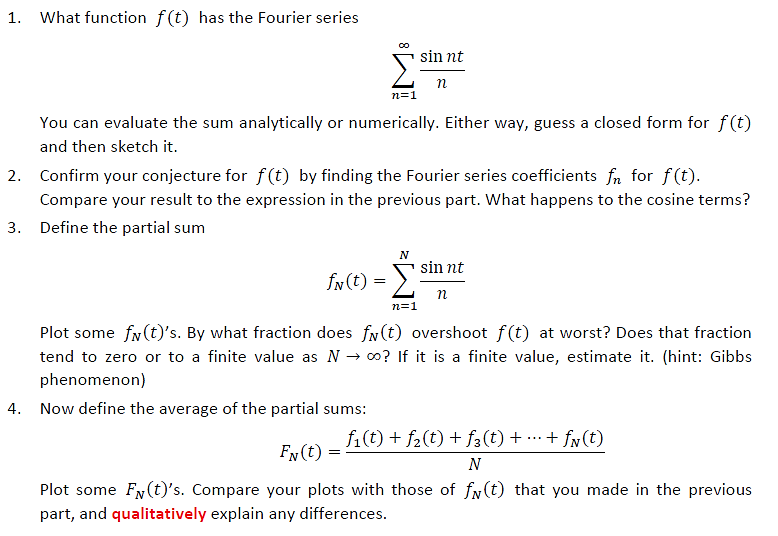 1. What function f(t) has the Fourier series
∞
∑ sin nt / n
n=1
You can evaluate the sum analytically or numerically. Either way, guess a closed form for f(t)
and then sketch it.
2. Confirm your conjecture for f(t) by finding the Fourier series coefficients fₙ for f(t).
Compare your result to the expression in the previous part. What happens to the cosine terms?
3. Define the partial sum
N
f_N(t) = ∑ sin nt / n
n=1
Plot some f_N(t)'s. By what fraction does f_N(t) overshoot f(t) at worst? Does that fraction
tend to zero or to a finite value as N → ∞? If it is a finite value, estimate it. (hint: Gibbs
phenomenon)
4. Now define the average of the partial sums:
F_N(t) = f₁(t) + f₂(t) + f₃(t) + ⋯ + f_N(t) / N
Plot some F_N(t)'s. Compare your plots with those of f_N(t) that you made in the previous
part, and qualitatively explain any differences.